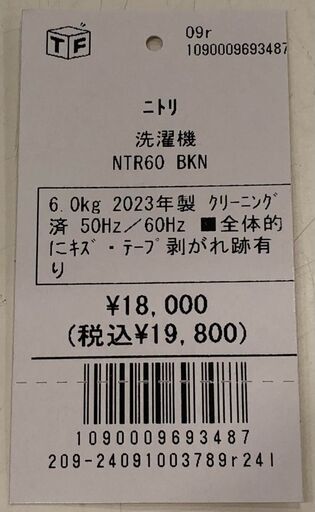 TF
09r
1090009693487
ニトリ
洗濯機
NTR60 BKN
6.0kg 2023年製 クリーニング
済 50Hz／60Hz ■全体的
にキズ・テープ剥がれ跡有
り
¥18,000
(税込¥19,800)
1090009693487
209-24091003789r24l